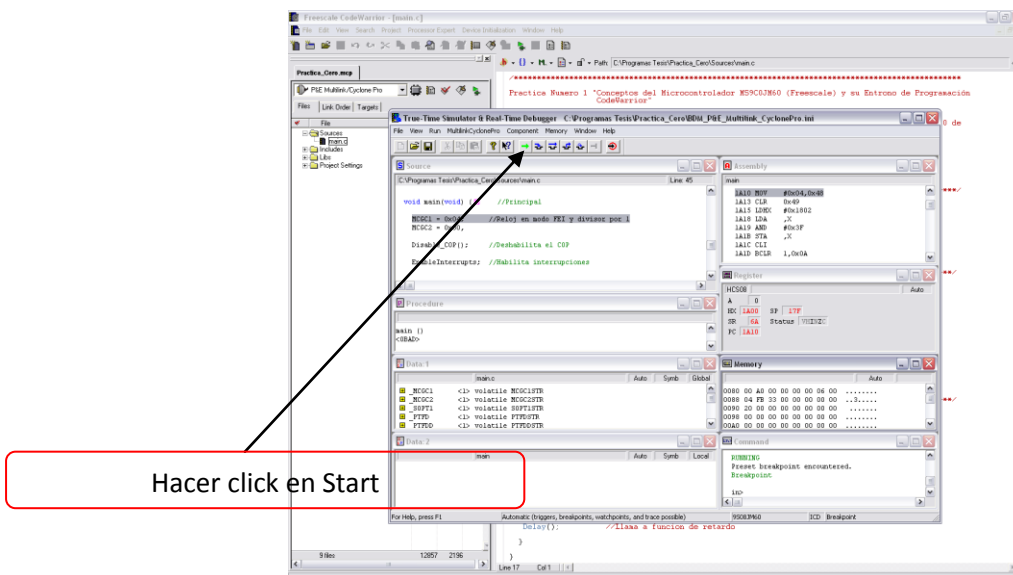 Freescale CodeWarrior - [main.c]
File Edit View Search Project Processor Expert Device Initialization Window Help
Path: C:\Programas Tesis\Practica_Cero\Sources\main.c
Practica_Cero.mcp
P&E Multilink/Cyclone Pro
Files Link Order Targets
File
Sources
main.c
Includes
Libs
Project Settings
Practica Numero 1 "Conceptos del Microcontrolador M59C0JM60 (Freescale) y su Entrono de Programación
CodeWarrior"
True-Time Simulator & Real-Time Debugger C:\Programas Tesis\Practica_Cero\BDM_P&E_Multilink_CyclonePro.ini
0 de
File View Run MultilinkCyclonePro Component Memory Window Help
Source
C:\Programas Tesis\Practica_Cero\Sources\main.c Line: 45
void main(void) { //Principal
MCGC1 = 0x04; //Reloj en modo FEI y divisor por 1
MCGC2 = 0x00;
Disable_COP(); //Deshabilita el COP
EnableInterrupts; //Habilita interrupciones
Assembly
main
1A10 MOV #0x04,0x48
1A13 CLR 0x49
1A15 LDHX #0x1802
1A18 LDA ,X
1A19 AND #0x3F
1A1B STA ,X
1A1C CLI
1A1D BCLR 1,0x0A
Register
HCS08 Auto
A 0
HX 1A00 SP 17F
SR 6A Status VHINZC
PC 1A10
Procedure
main ()
<OBAD>
Data:1
main.c Auto Symb Global
_MCGC1 <1> volatile MCGC1STR
_MCGC2 <1> volatile MCGC2STR
_SOPT1 <1> volatile SOPT1STR
_PTFD <1> volatile PTFDSTR
_PTFDD <1> volatile PTFDDSTR
Memory
Auto
0080 00 A0 00 00 00 00 06 00 ........
0088 04 FB 33 00 00 00 00 00 ..3.....
0090 20 00 00 00 00 00 00 00 .......
0098 00 00 00 00 00 00 00 00 ........
00A0 00 00 00 00 00 00 00 00 ........
Data:2
main Auto Symb Local
Command
RUNNING
Preset breakpoint encountered.
Breakpoint
in>
Hacer click en Start
For Help, press F1 Automatic (triggers, breakpoints, watchpoints, and trace possible) 9S08JM60 ICD Breakpoint
Delay(); //Llama a funcion de retardo
}
}
9 files 12857 2196
Line 17 Col 1